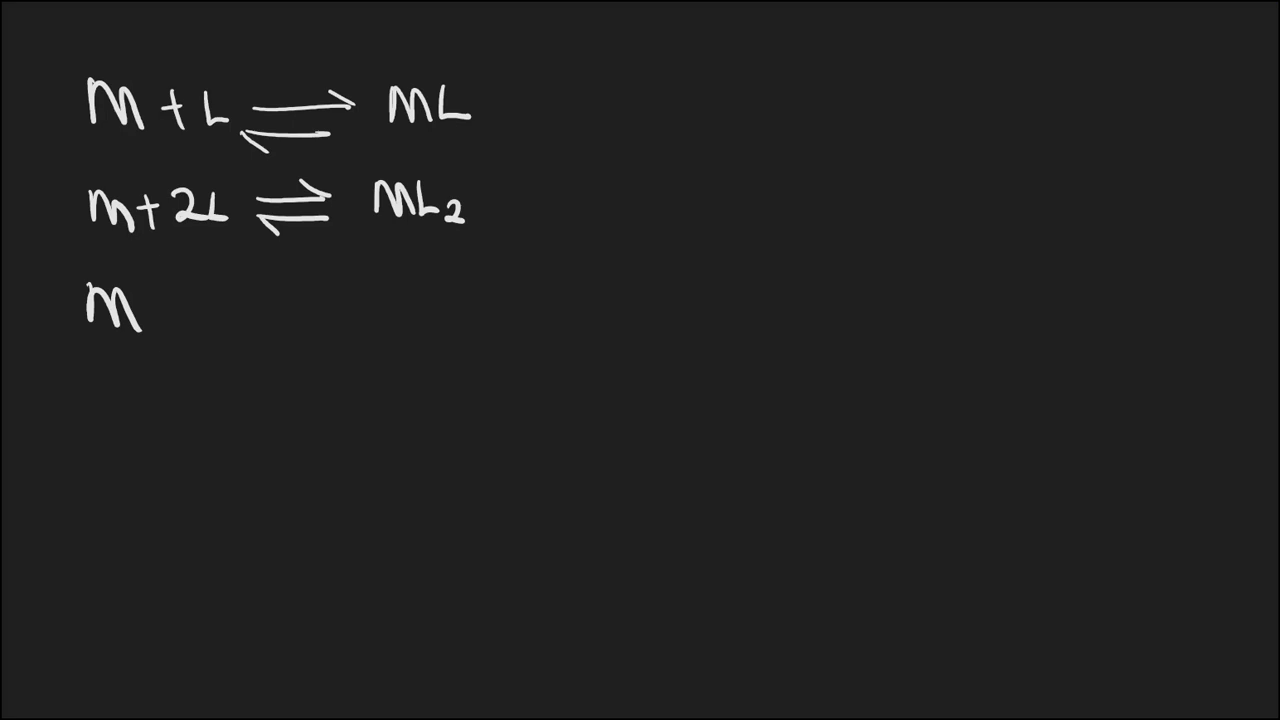 M + L ⇌ ML
M + 2L ⇌ ML₂
M